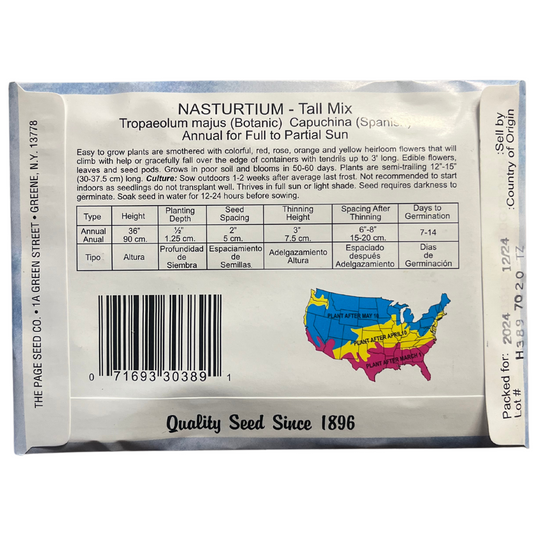 NASTURTIUM - Tall Mix
Tropaeolum majus (Botanic) Capuchina (Spanish)
Annual for Full to Partial Sun
Easy to grow plants are smothered with colorful, red, rose, orange and yellow heirloom flowers that will
climb with help or gracefully fall over the edge of containers with tendrils up to 3' long. Edible flowers,
leaves and seed pods. Grows in poor soil and blooms in 50-60 days. Plants are semi-trailing 12"-15"
(30-37.5 cm) long. Culture: Sow outdoors 1-2 weeks after average last frost. Not recommended to start
indoors as seedlings do not transplant well. Thrives in full sun or light shade. Seed requires darkness to
germinate. Soak seed in water for 12-24 hours before sowing.
Type Height Planting Depth Seed Spacing Thinning Height Spacing After Thinning Days to Germination
Annual 36" ½" 2" 3" 6"-8" 7-14
Anual 90 cm. 1.25 cm. 5 cm. 7.5 cm. 15-20 cm.
Tipo Altura Profundidad de Siembra Espaciamiento de Semillas Adelgazamiento Altura Espaciado después Adelgazamiento Dias de Germinación
0 71693 30389 1
PLANT AFTER MAY 15
PLANT AFTER APRIL 15
PLANT AFTER MARCH 1
Quality Seed Since 1896
THE PAGE SEED CO. • 1A GREEN STREET • GREENE, N.Y. 13778
Packed for: 2024 12/24 :Sell by
Lot # H389 7020 TZ :Country of Origin